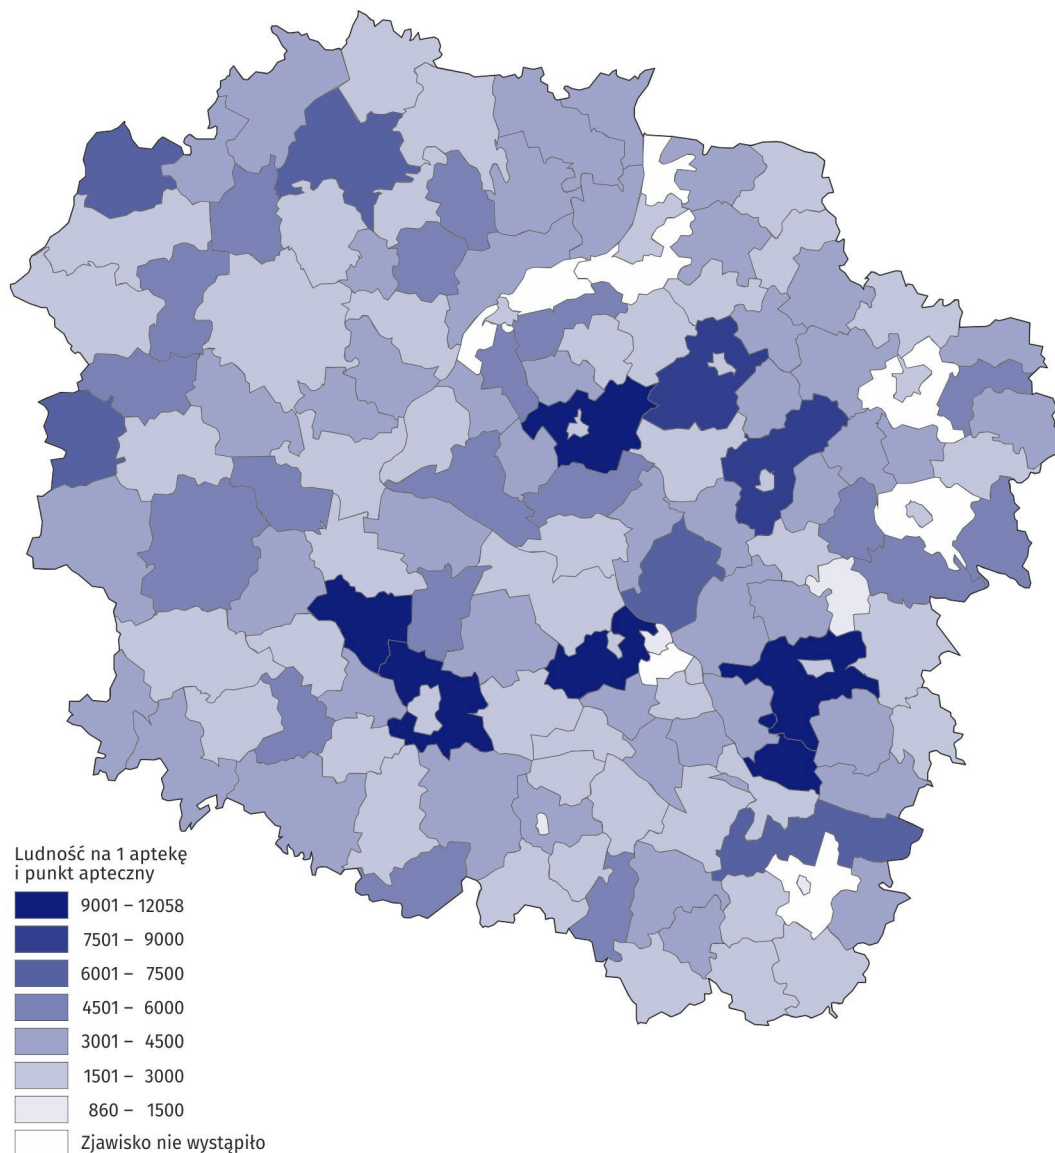 Ludność na 1 aptekę
i punkt apteczny
9001 – 12058
7501 – 9000
6001 – 7500
4501 – 6000
3001 – 4500
1501 – 3000
860 – 1500
Zjawisko nie wystąpiło